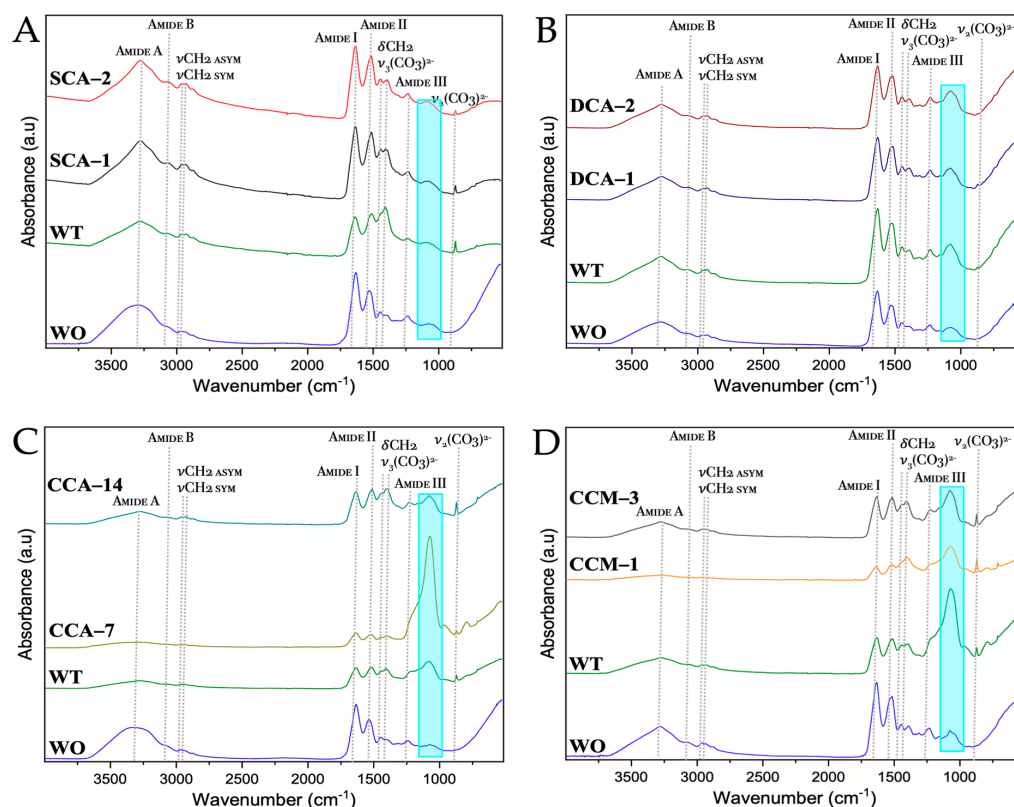 A
AMIDE B
AMIDE A
νCH2 ASYM
νCH2 SYM
AMIDE I
AMIDE II
δCH2
ν3(CO3)2-
AMIDE III
ν2(CO3)2-
SCA–2
SCA–1
WT
WO
Absorbance (a.u)
3500 3000 2500 2000 1500 1000
Wavenumber (cm-1)
B
AMIDE B
AMIDE A
νCH2 ASYM
νCH2 SYM
AMIDE II
AMIDE I
δCH2
ν3(CO3)2-
AMIDE III
ν2(CO3)2-
DCA–2
DCA–1
WT
WO
Absorbance (a.u)
3500 3000 2500 2000 1500 1000
Wavenumber (cm-1)
C
AMIDE B
AMIDE A
νCH2 ASYM
νCH2 SYM
AMIDE II
AMIDE I
δCH2
ν3(CO3)2-
AMIDE III
ν2(CO3)2-
CCA–14
CCA–7
WT
WO
Absorbance (a.u)
3500 3000 2500 2000 1500 1000
Wavenumber (cm-1)
D
AMIDE B
AMIDE A
νCH2 ASYM
νCH2 SYM
AMIDE II
AMIDE I
δCH2
ν3(CO3)2-
AMIDE III
ν2(CO3)2-
CCM–3
CCM–1
WT
WO
Absorbance (a.u)
3500 3000 2500 2000 1500 1000
Wavenumber (cm-1)